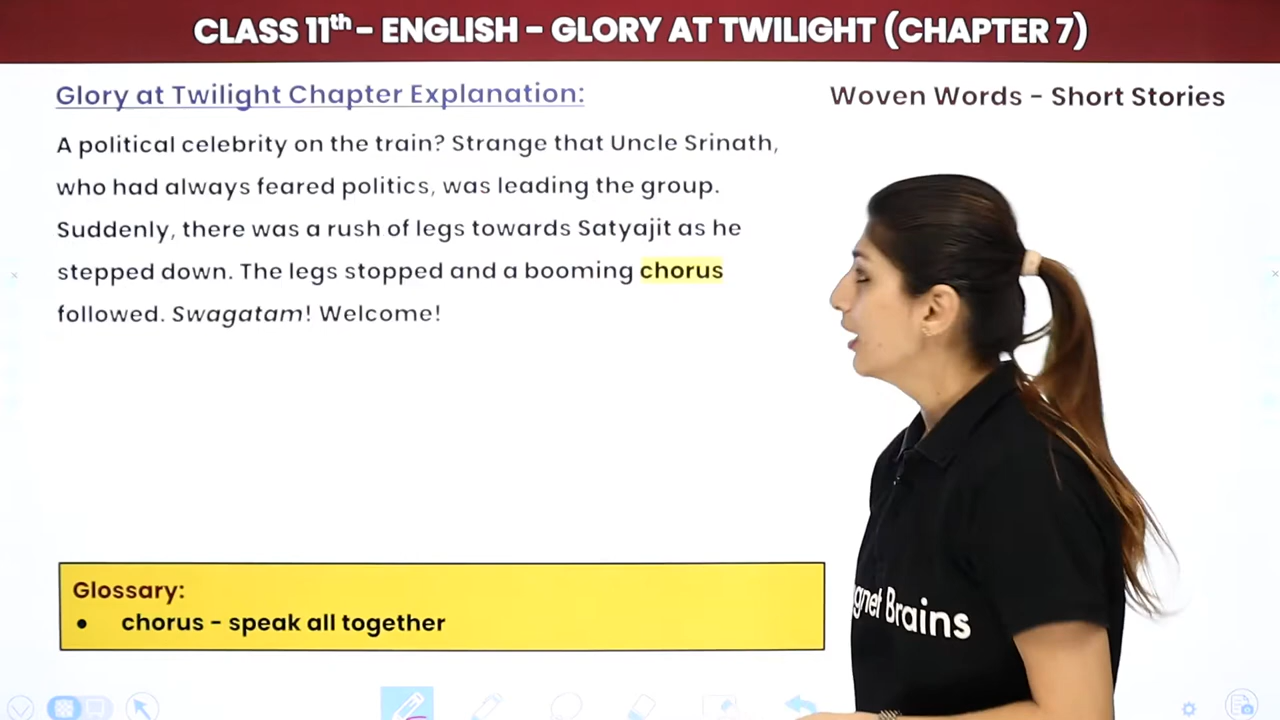 CLASS 11th - ENGLISH - GLORY AT TWILIGHT (CHAPTER 7)
Glory at Twilight Chapter Explanation:
Woven Words - Short Stories
A political celebrity on the train? Strange that Uncle Srinath,
who had always feared politics, was leading the group.
Suddenly, there was a rush of legs towards Satyajit as he
stepped down. The legs stopped and a booming chorus
followed. Swagatam! Welcome!
Glossary:
• chorus - speak all together
gnet Brains